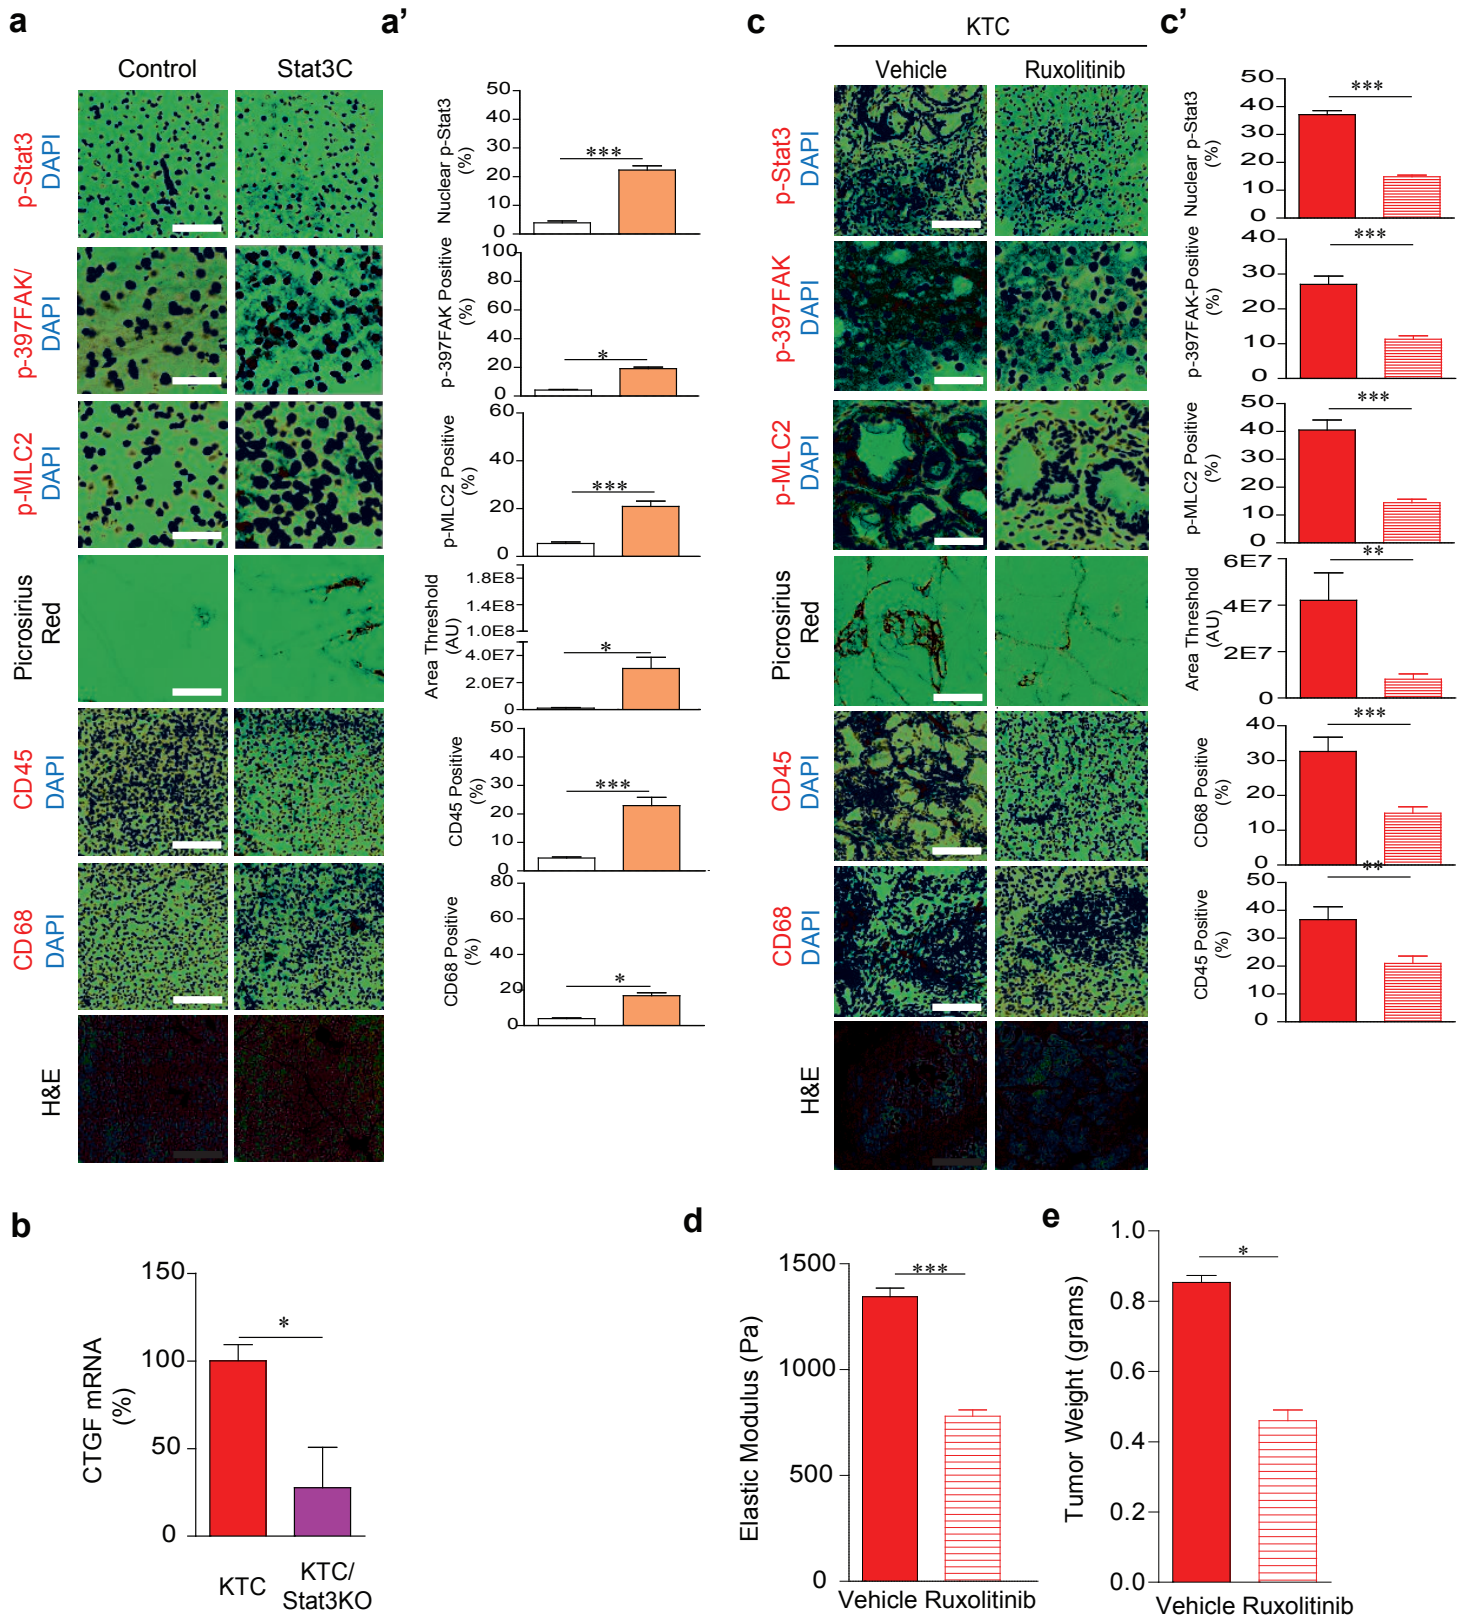 a
Control
Stat3C
p-Stat3
DAPI
p-397FAK/
DAPI
p-MLC2
DAPI
Picrosirius
Red
CD45
DAPI
CD68
DAPI
H&E
a'
Nuclear p-Stat3
(%)
50
40
30
20
10
0
***
p-397FAK Positive
(%)
100
80
60
40
20
0
*
p-MLC2 Positive
(%)
60
40
20
0
***
Area Threshold
(AU)
1.8E8
1.4E8
1.0E8
4.0E7
2.0E7
0
*
CD45 Positive
(%)
50
40
30
20
10
0
***
CD68 Positive
(%)
80
60
40
20
0
*
c
KTC
Vehicle
Ruxolitinib
p-Stat3
DAPI
p-397FAK
DAPI
p-MLC2
DAPI
Picrosirius
Red
CD45
DAPI
CD68
DAPI
H&E
c'
Nuclear p-Stat3
(%)
50
40
30
20
10
0
***
p-397FAK-Positive
(%)
40
30
20
10
0
***
p-MLC2 Positive
(%)
50
40
30
20
10
0
***
Area Threshold
(AU)
6E7
4E7
2E7
0
**
CD68 Positive
(%)
40
30
20
10
0
***
CD45 Positive
(%)
50
40
30
20
10
0
**
b
CTGF mRNA
(%)
150
100
50
0
*
KTC
KTC/
Stat3KO
d
Elastic Modulus (Pa)
1500
1000
500
0
***
Vehicle Ruxolitinib
e
Tumor Weight (grams)
1.0
0.8
0.6
0.4
0.2
0.0
*
Vehicle Ruxolitinib